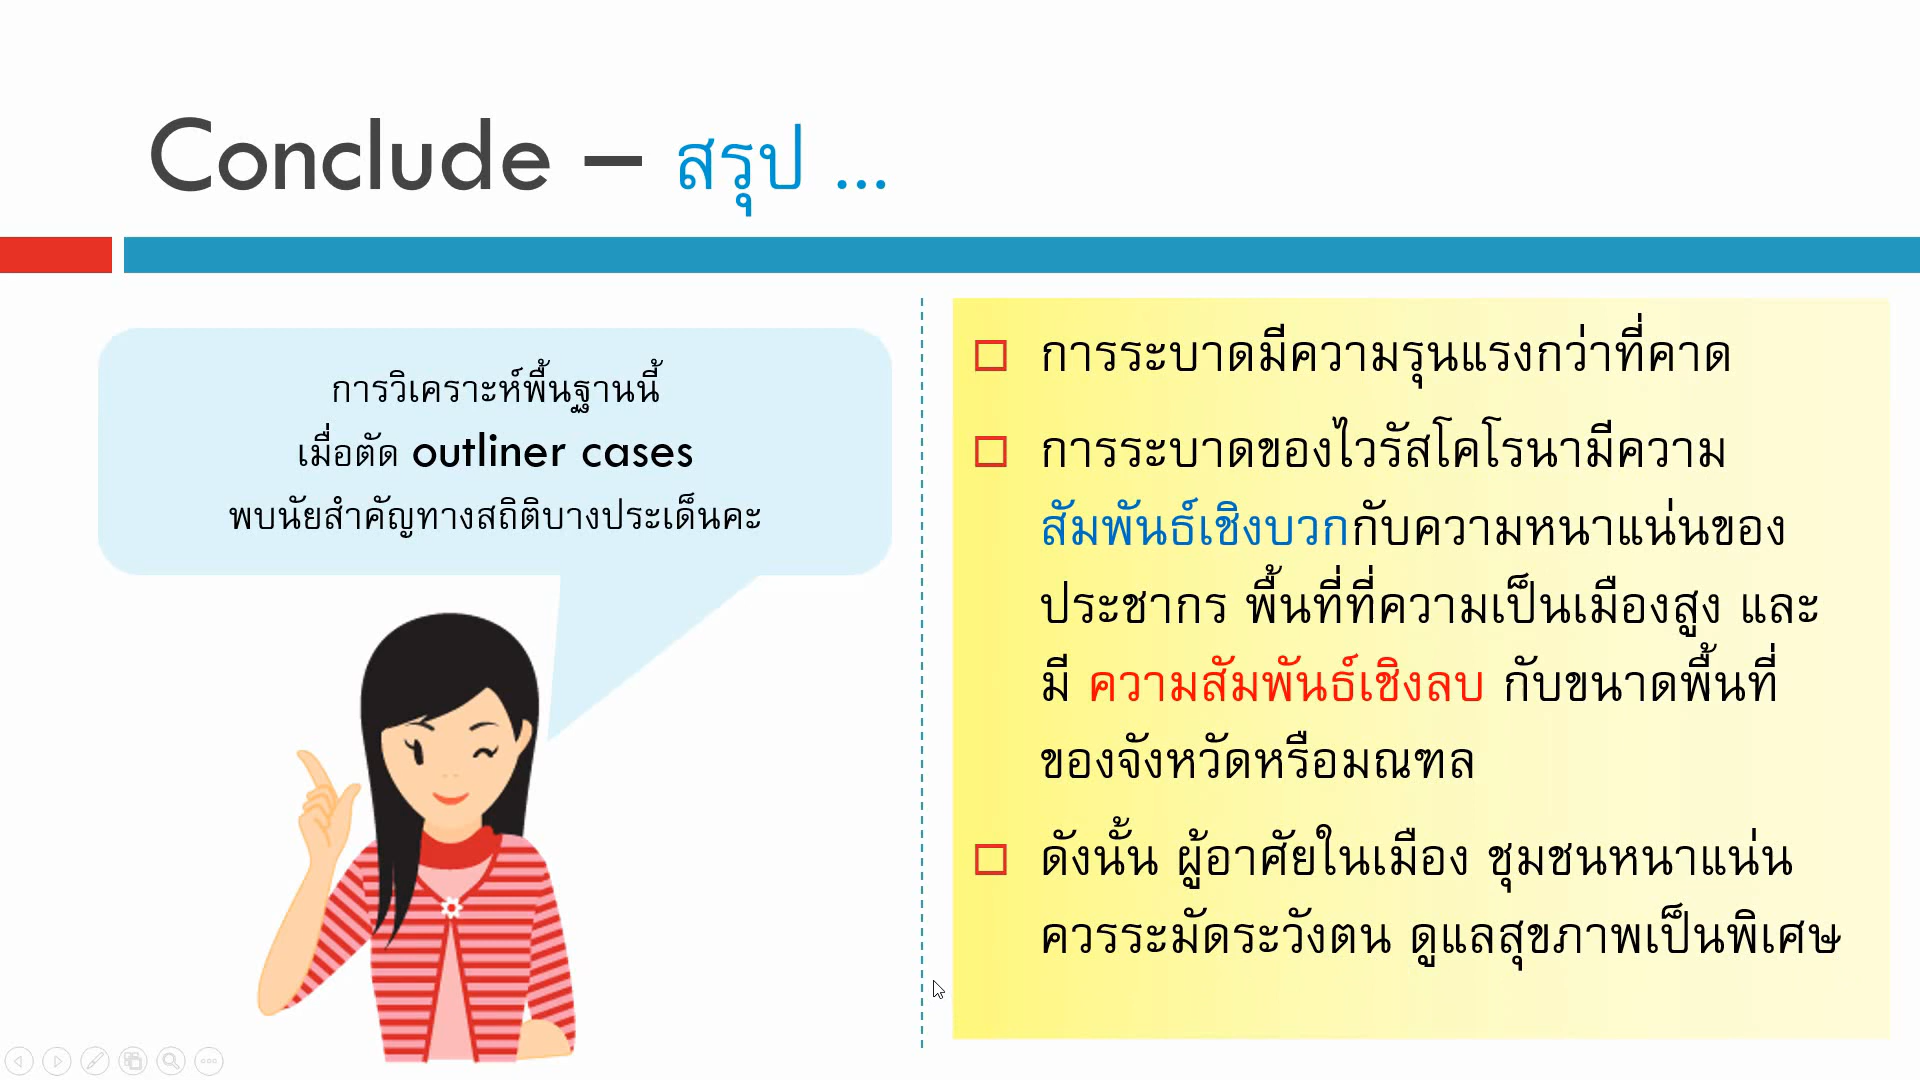 Conclude – สรุป ...
การวิเคราะห์พื้นฐานนี้
เมื่อตัด outliner cases
พบนัยสำคัญทางสถิติบางประเด็นคะ
การระบาดมีความรุนแรงกว่าที่คาด
การระบาดของไวรัสโคโรนามีความ
สัมพันธ์เชิงบวกกับความหนาแน่นของ
ประชากร พื้นที่ที่ความเป็นเมืองสูง และ
มี ความสัมพันธ์เชิงลบ กับขนาดพื้นที่
ของจังหวัดหรือมณฑล
ดังนั้น ผู้อาศัยในเมือง ชุมชนหนาแน่น
ควรระมัดระวังตน ดูแลสุขภาพเป็นพิเศษ